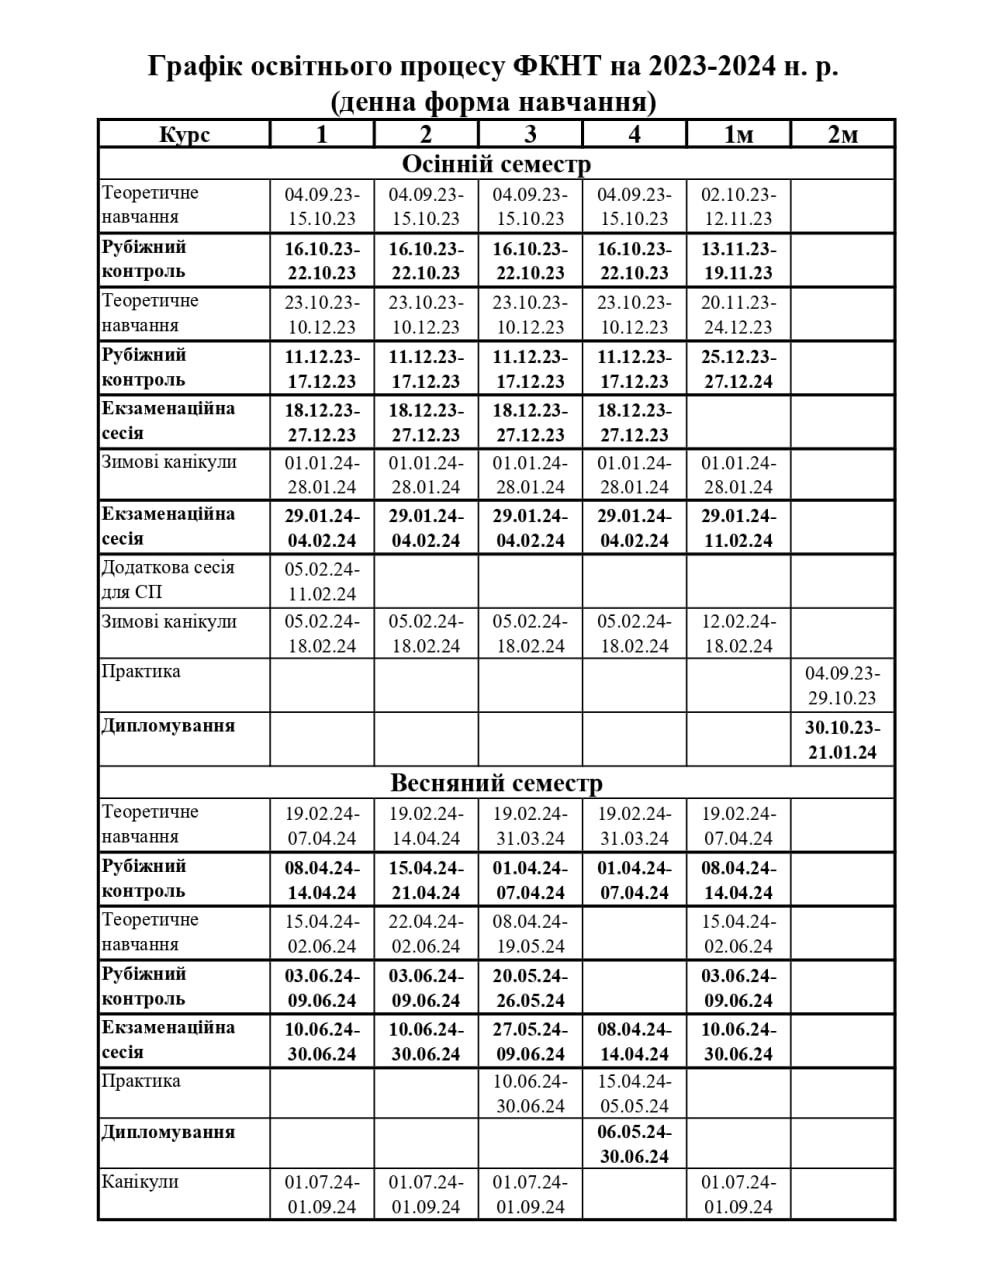 Графік освітнього процесу ФКНТ на 2023-2024 н. р.
(денна форма навчання)
Курс 1 2 3 4 1м 2м
Осінній семестр
Теоретичне 04.09.23- 04.09.23- 04.09.23- 04.09.23- 02.10.23-
навчання 15.10.23 15.10.23 15.10.23 15.10.23 12.11.23
Рубіжний 16.10.23- 16.10.23- 16.10.23- 16.10.23- 13.11.23-
контроль 22.10.23 22.10.23 22.10.23 22.10.23 19.11.23
Теоретичне 23.10.23- 23.10.23- 23.10.23- 23.10.23- 20.11.23-
навчання 10.12.23 10.12.23 10.12.23 10.12.23 24.12.23
Рубіжний 11.12.23- 11.12.23- 11.12.23- 11.12.23- 25.12.23-
контроль 17.12.23 17.12.23 17.12.23 17.12.23 27.12.24
Екзаменаційна 18.12.23- 18.12.23- 18.12.23- 18.12.23-
сесія 27.12.23 27.12.23 27.12.23 27.12.23
Зимові канікули 01.01.24- 01.01.24- 01.01.24- 01.01.24- 01.01.24-
28.01.24 28.01.24 28.01.24 28.01.24 28.01.24
Екзаменаційна 29.01.24- 29.01.24- 29.01.24- 29.01.24- 29.01.24-
сесія 04.02.24 04.02.24 04.02.24 04.02.24 11.02.24
Додаткова сесія 05.02.24-
для СП 11.02.24
Зимові канікули 05.02.24- 05.02.24- 05.02.24- 05.02.24- 12.02.24-
18.02.24 18.02.24 18.02.24 18.02.24 18.02.24
Практика 04.09.23-
29.10.23
Дипломування 30.10.23-
21.01.24
Весняний семестр
Теоретичне 19.02.24- 19.02.24- 19.02.24- 19.02.24- 19.02.24-
навчання 07.04.24 14.04.24 31.03.24 31.03.24 07.04.24
Рубіжний 08.04.24- 15.04.24- 01.04.24- 01.04.24- 08.04.24-
контроль 14.04.24 21.04.24 07.04.24 07.04.24 14.04.24
Теоретичне 15.04.24- 22.04.24- 08.04.24- 15.04.24-
навчання 02.06.24 02.06.24 19.05.24 02.06.24
Рубіжний 03.06.24- 03.06.24- 20.05.24- 03.06.24-
контроль 09.06.24 09.06.24 26.05.24 09.06.24
Екзаменаційна 10.06.24- 10.06.24- 27.05.24- 08.04.24- 10.06.24-
сесія 30.06.24 30.06.24 09.06.24 14.04.24 30.06.24
Практика 10.06.24- 15.04.24-
30.06.24 05.05.24
Дипломування 06.05.24-
30.06.24
Канікули 01.07.24- 01.07.24- 01.07.24- 01.07.24-
01.09.24 01.09.24 01.09.24 01.09.24